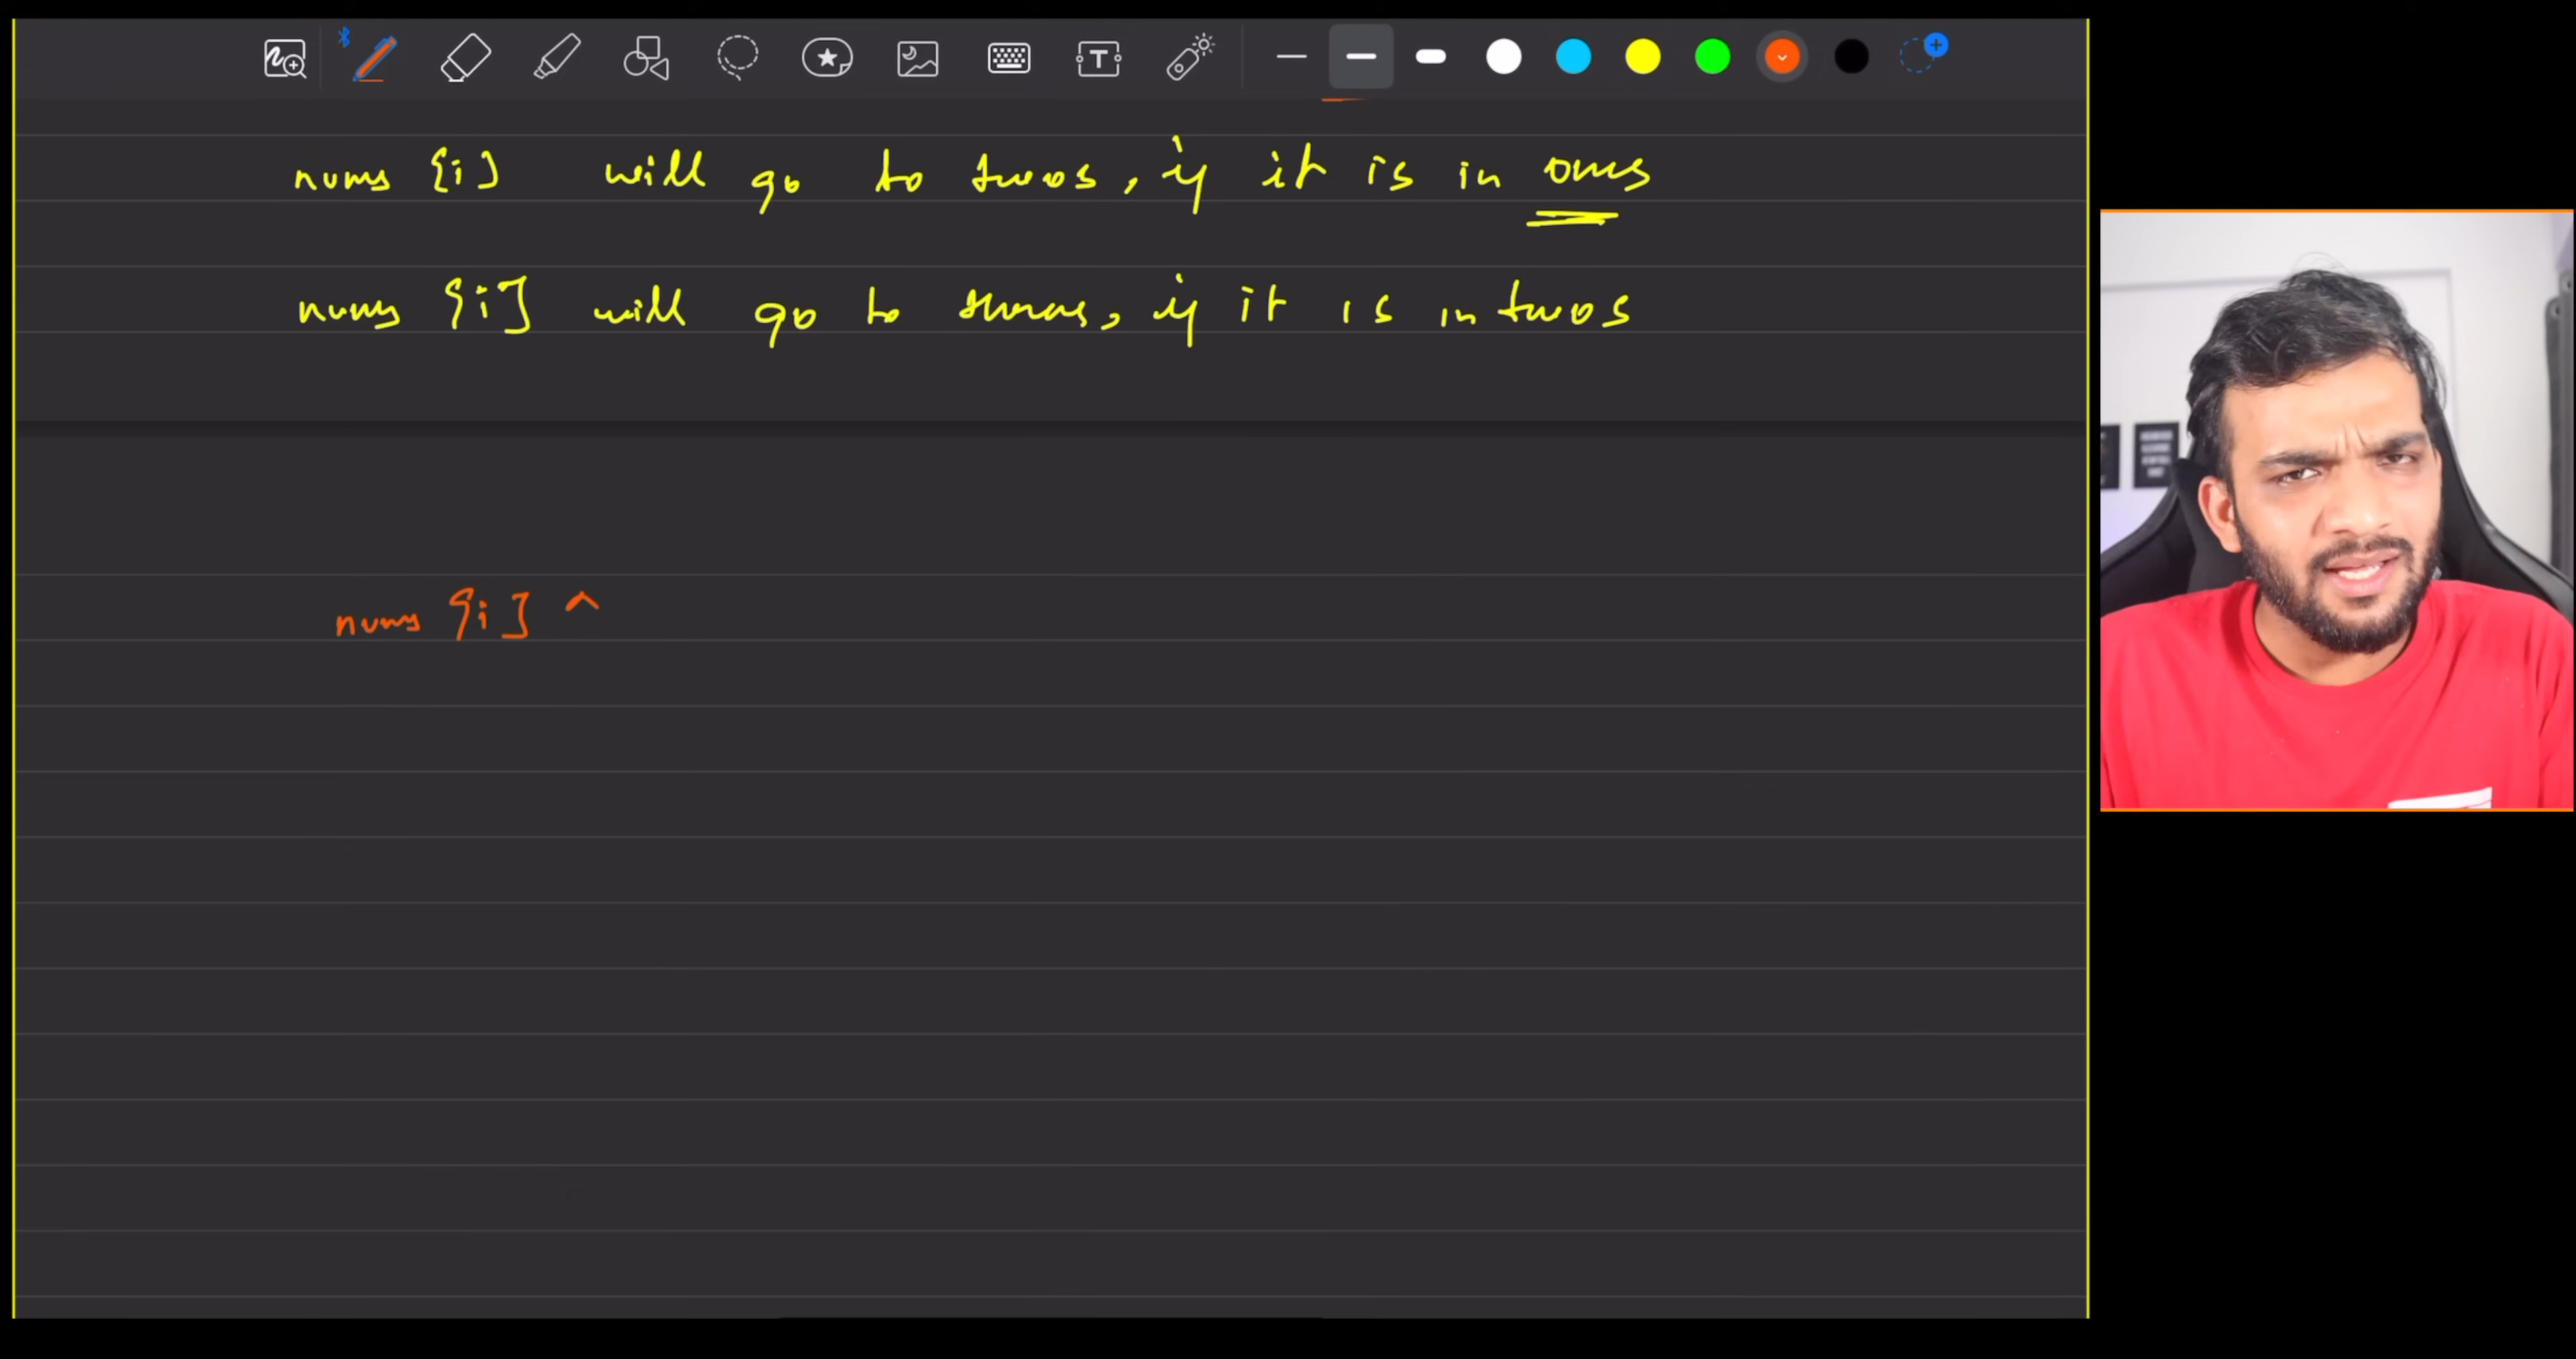 nums [i] will go to twos, if it is in ones
nums [i] will go to threes, if it is in twos
nums [i] ^